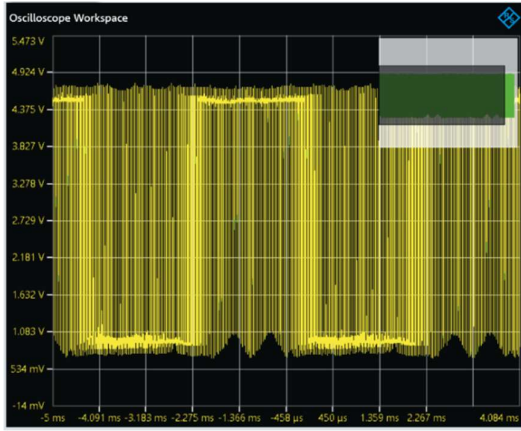 Oscilloscope Workspace
5.473 V
4.924 V
4.375 V
3.827 V
3.278 V
2.729 V
2.181 V
1.632 V
1.083 V
534 mV
-14 mV
-5 ms -4.091 ms -3.183 ms -2.275 ms -1.366 ms -458 µs 450 µs 1.359 ms 2.267 ms 4.084 ms